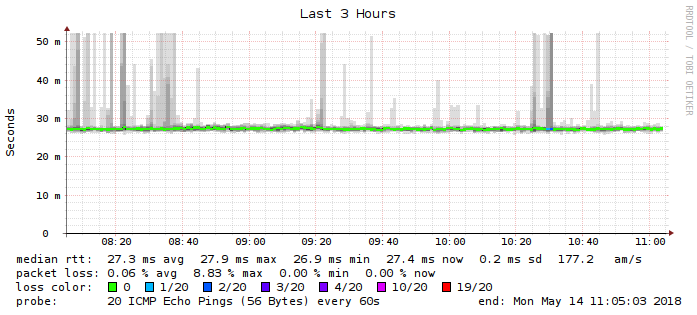 Last 3 Hours
RRDTOOL / TOBI OETIKER
Seconds
50 m
40 m
30 m
20 m
10 m
0
08:20 08:40 09:00 09:20 09:40 10:00 10:20 10:40 11:00
median rtt: 27.3 ms avg 27.9 ms max 26.9 ms min 27.4 ms now 0.2 ms sd 177.2 am/s
packet loss: 0.06 % avg 8.83 % max 0.00 % min 0.00 % now
loss color: 0 1/20 2/20 3/20 4/20 10/20 19/20
probe: 20 ICMP Echo Pings (56 Bytes) every 60s end: Mon May 14 11:05:03 2018